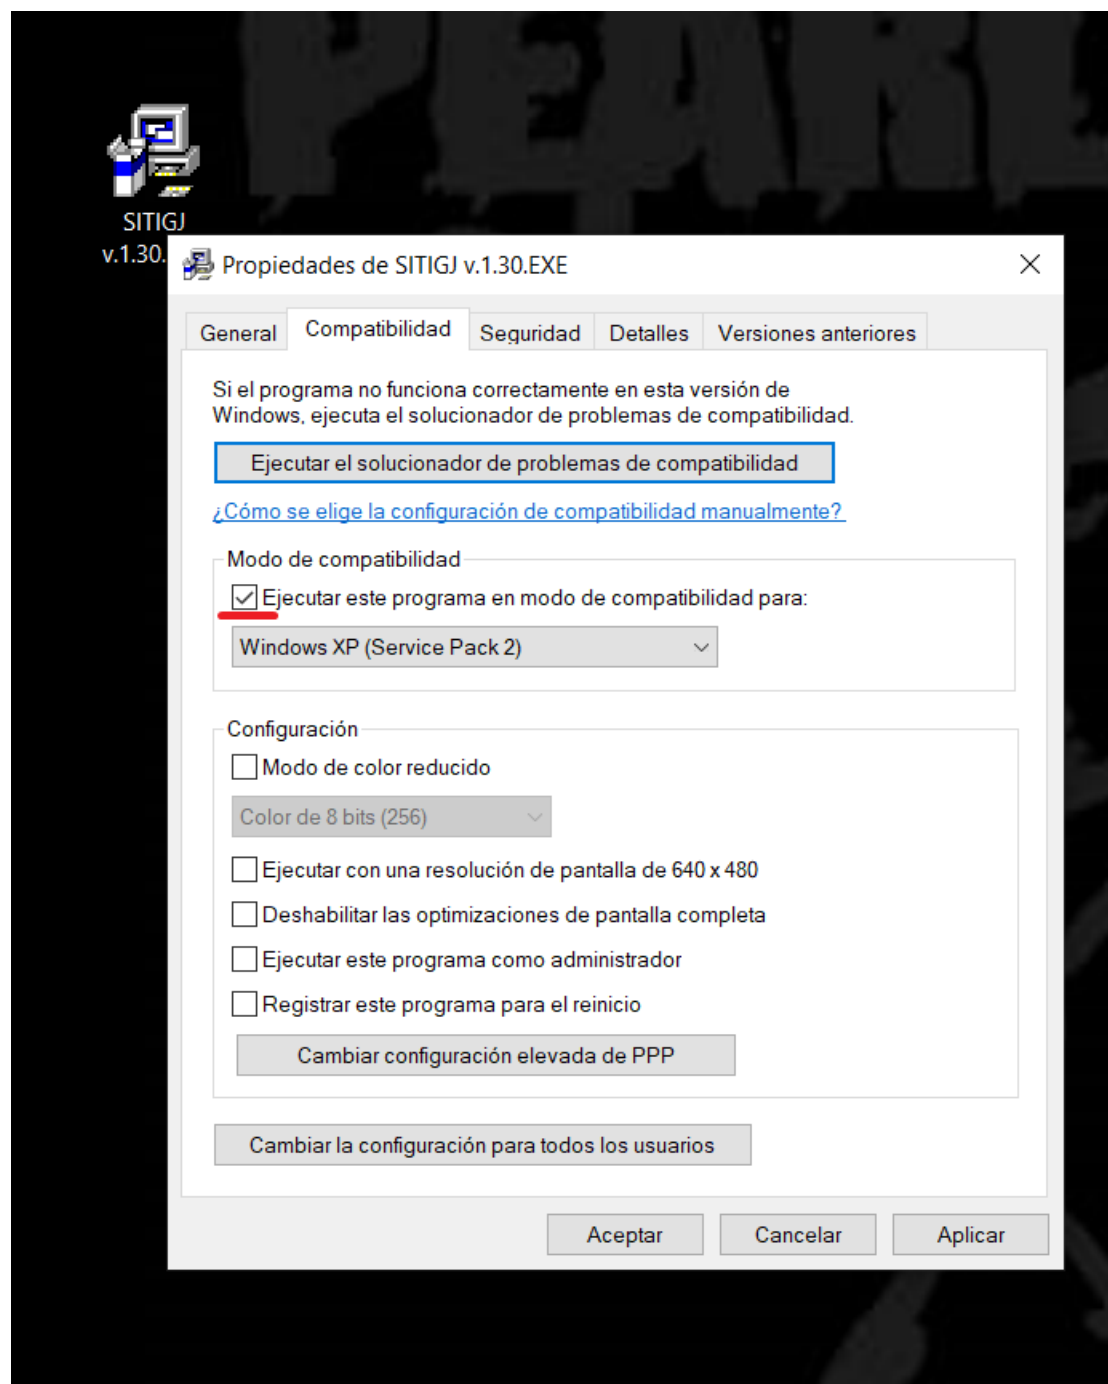 PEARL
SITIGJ
v.1.30.
Propiedades de SITIGJ v.1.30.EXE
General
Compatibilidad
Seguridad
Detalles
Versiones anteriores
Si el programa no funciona correctamente en esta versión de
Windows, ejecuta el solucionador de problemas de compatibilidad.
Ejecutar el solucionador de problemas de compatibilidad
¿Cómo se elige la configuración de compatibilidad manualmente?
Modo de compatibilidad
Ejecutar este programa en modo de compatibilidad para:
Windows XP (Service Pack 2)
Configuración
Modo de color reducido
Color de 8 bits (256)
Ejecutar con una resolución de pantalla de 640 x 480
Deshabilitar las optimizaciones de pantalla completa
Ejecutar este programa como administrador
Registrar este programa para el reinicio
Cambiar configuración elevada de PPP
Cambiar la configuración para todos los usuarios
Aceptar
Cancelar
Aplicar